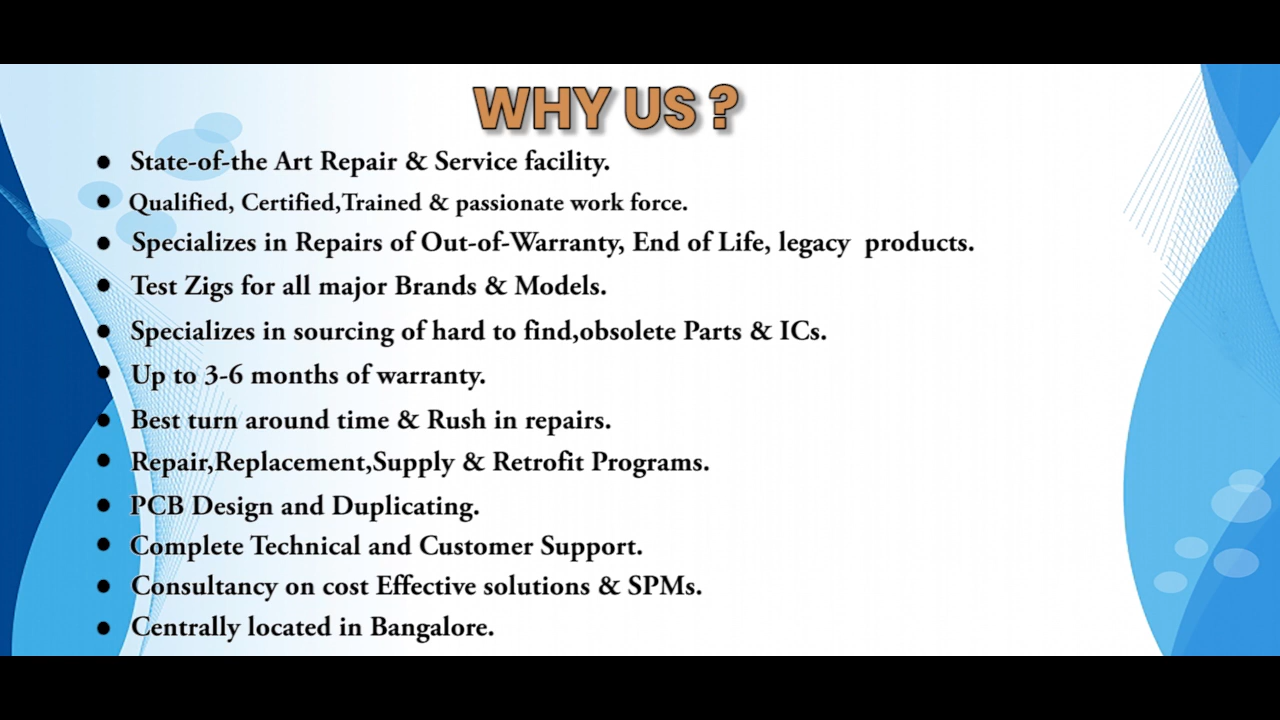 WHY US ?
● State-of-the Art Repair & Service facility.
● Qualified, Certified,Trained & passionate work force.
● Specializes in Repairs of Out-of-Warranty, End of Life, legacy  products.
● Test Zigs for all major Brands & Models.
● Specializes in sourcing of hard to find,obsolete Parts & ICs.
● Up to 3-6 months of warranty.
● Best turn around time & Rush in repairs.
● Repair,Replacement,Supply & Retrofit Programs.
● PCB Design and Duplicating.
● Complete Technical and Customer Support.
● Consultancy on cost Effective solutions & SPMs.
● Centrally located in Bangalore.